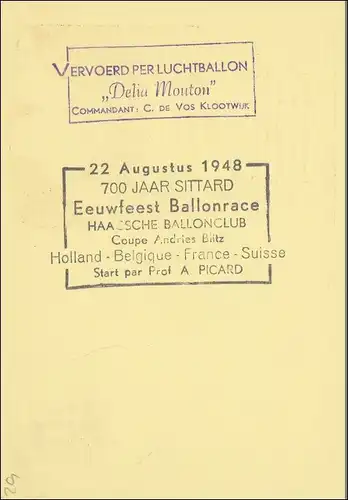 VERVOERD PER LUCHTBALLON
„Delia Mouton”
COMMANDANT: C. DE VOS KLOOTWIJK
22 Augustus 1948
700 JAAR SITTARD
Eeuwfeest Ballonrace
HAAGSCHE BALLONCLUB
Coupe Andries Blitz
Holland - Belgique - France - Suisse
Start par Prof A. PICARD
29